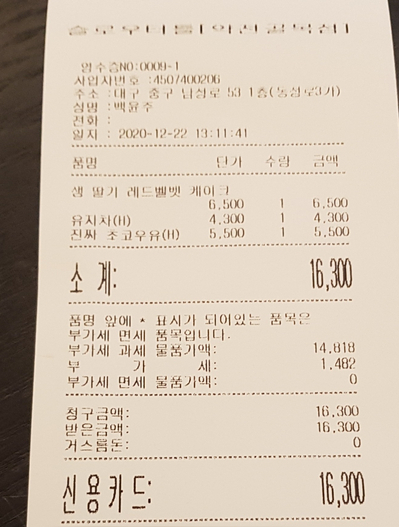 영수증NO:0009-1
사업자번호 :4507400206
주소 :대구 중구 남성로 53 1층(동성로3가)
성명 :백윤주
전화 :
일지 : 2020-12-22 13:11:41
품명 단가 수량 금액
생 딸기 레드벨벳 케이크
6,500 1 6,500
유지차(H) 4,300 1 4,300
진짜 초코우유(H) 5,500 1 5,500
소 계: 16,300
품명 앞에 * 표시가 되어있는 품목은
부가세 면세 품목입니다.
부가세 과세 물품가액: 14,818
부 가 세: 1,482
부가세 면세 물품가액: 0
청구금액: 16,300
받은금액: 16,300
거스름돈: 0
신용카드: 16,300